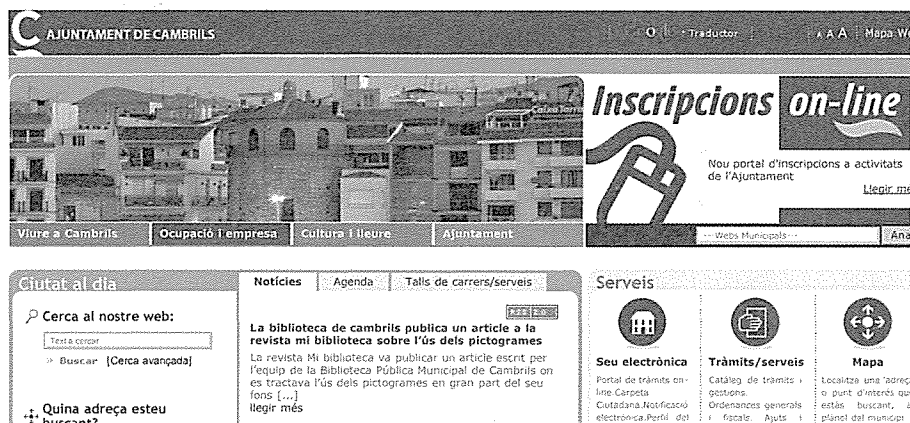 AJUNTAMENT DE CAMBRILS
Traductor
A A A Mapa We
Inscripcions on-line
Nou portal d'inscripcions a activitats
de l'Ajuntament
Llegir mé
Viure a Cambrils Ocupació i empresa Cultura i lleure Ajuntament
---Webs Municipals--- Ana
Ciutat al dia
Cerca al nostre web:
Text a cercar
» Buscar [Cerca avançada]
Quina adreça esteu
buscant?
Notícies Agenda Talls de carrers/serveis
La biblioteca de cambrils publica un article a la
revista mi biblioteca sobre l'ús dels pictogrames
La revista Mi biblioteca va publicar un article escrit per
l'equip de la Biblioteca Pública Municipal de Cambrils on
es tractava l'ús dels pictogrames en gran part del seu
fons [...]
llegir més
Serveis
Seu electrònica
Portal de tràmits on-
line.Carpeta
Ciutadana.Notificació
electrònica.Perfil del
Tràmits/serveis
Catàleg de tràmits i
gestions.
Ordenances generals
i fiscals. Ajuts i
Mapa
Localitza una adreça
o punt d'interès que
estàs buscant,
plànol del municipi